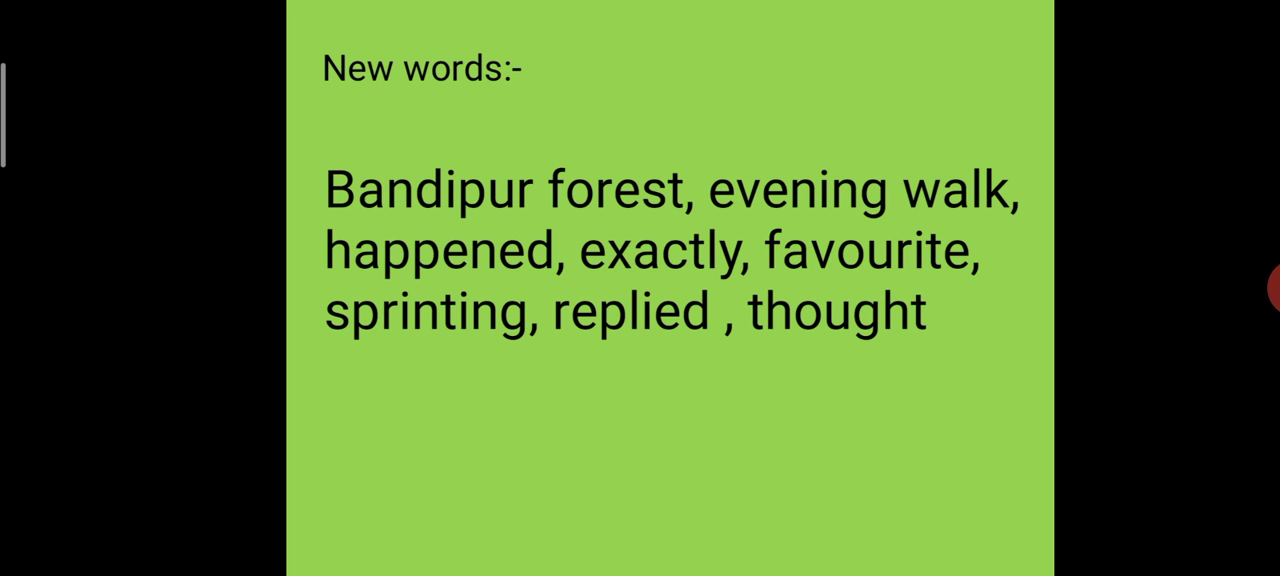 New words:-
Bandipur forest, evening walk,
happened, exactly, favourite,
sprinting, replied , thought